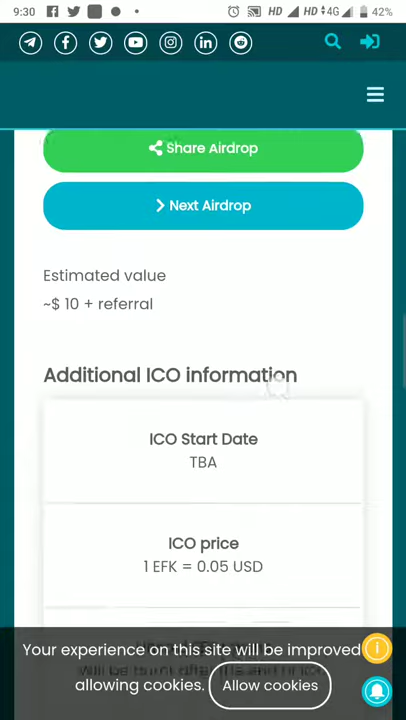 9:30 HD HD 4G 42%
Share Airdrop
Next Airdrop
Estimated value
~$ 10 + referral
Additional ICO information
ICO Start Date
TBA
ICO price
1 EFK = 0.05 USD
Your experience on this site will be improved
allowing cookies. Allow cookies